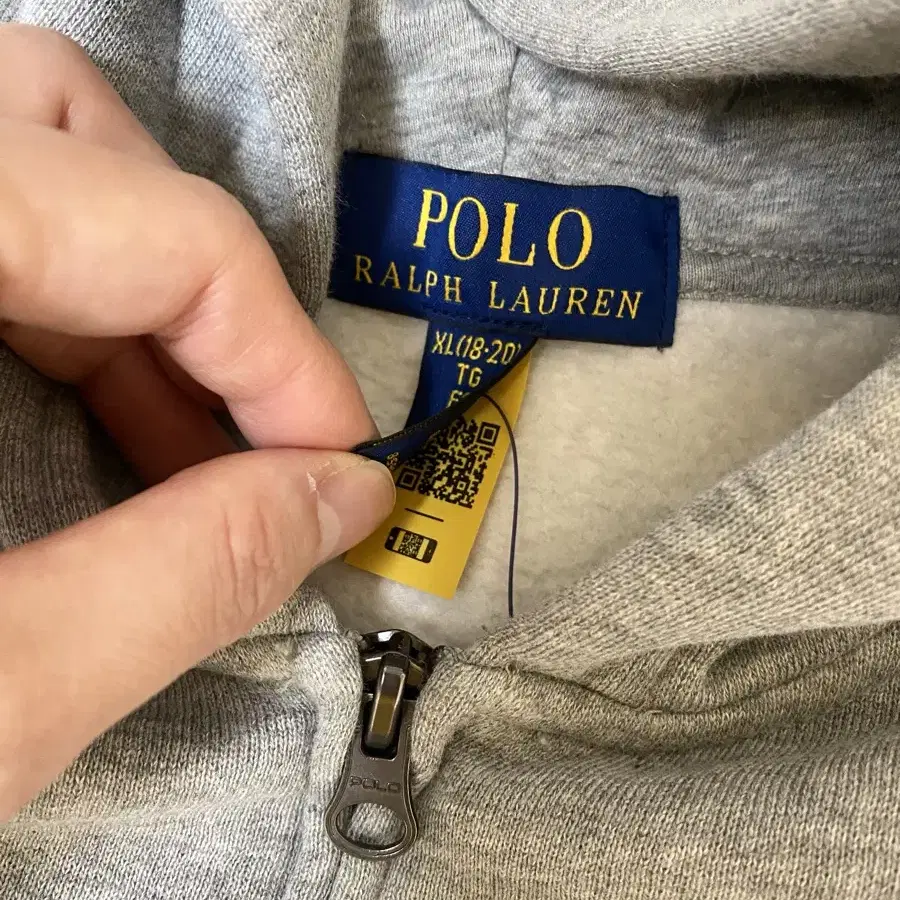 POLO
RALPH LAUREN
XL(18-20)
TG
POLO